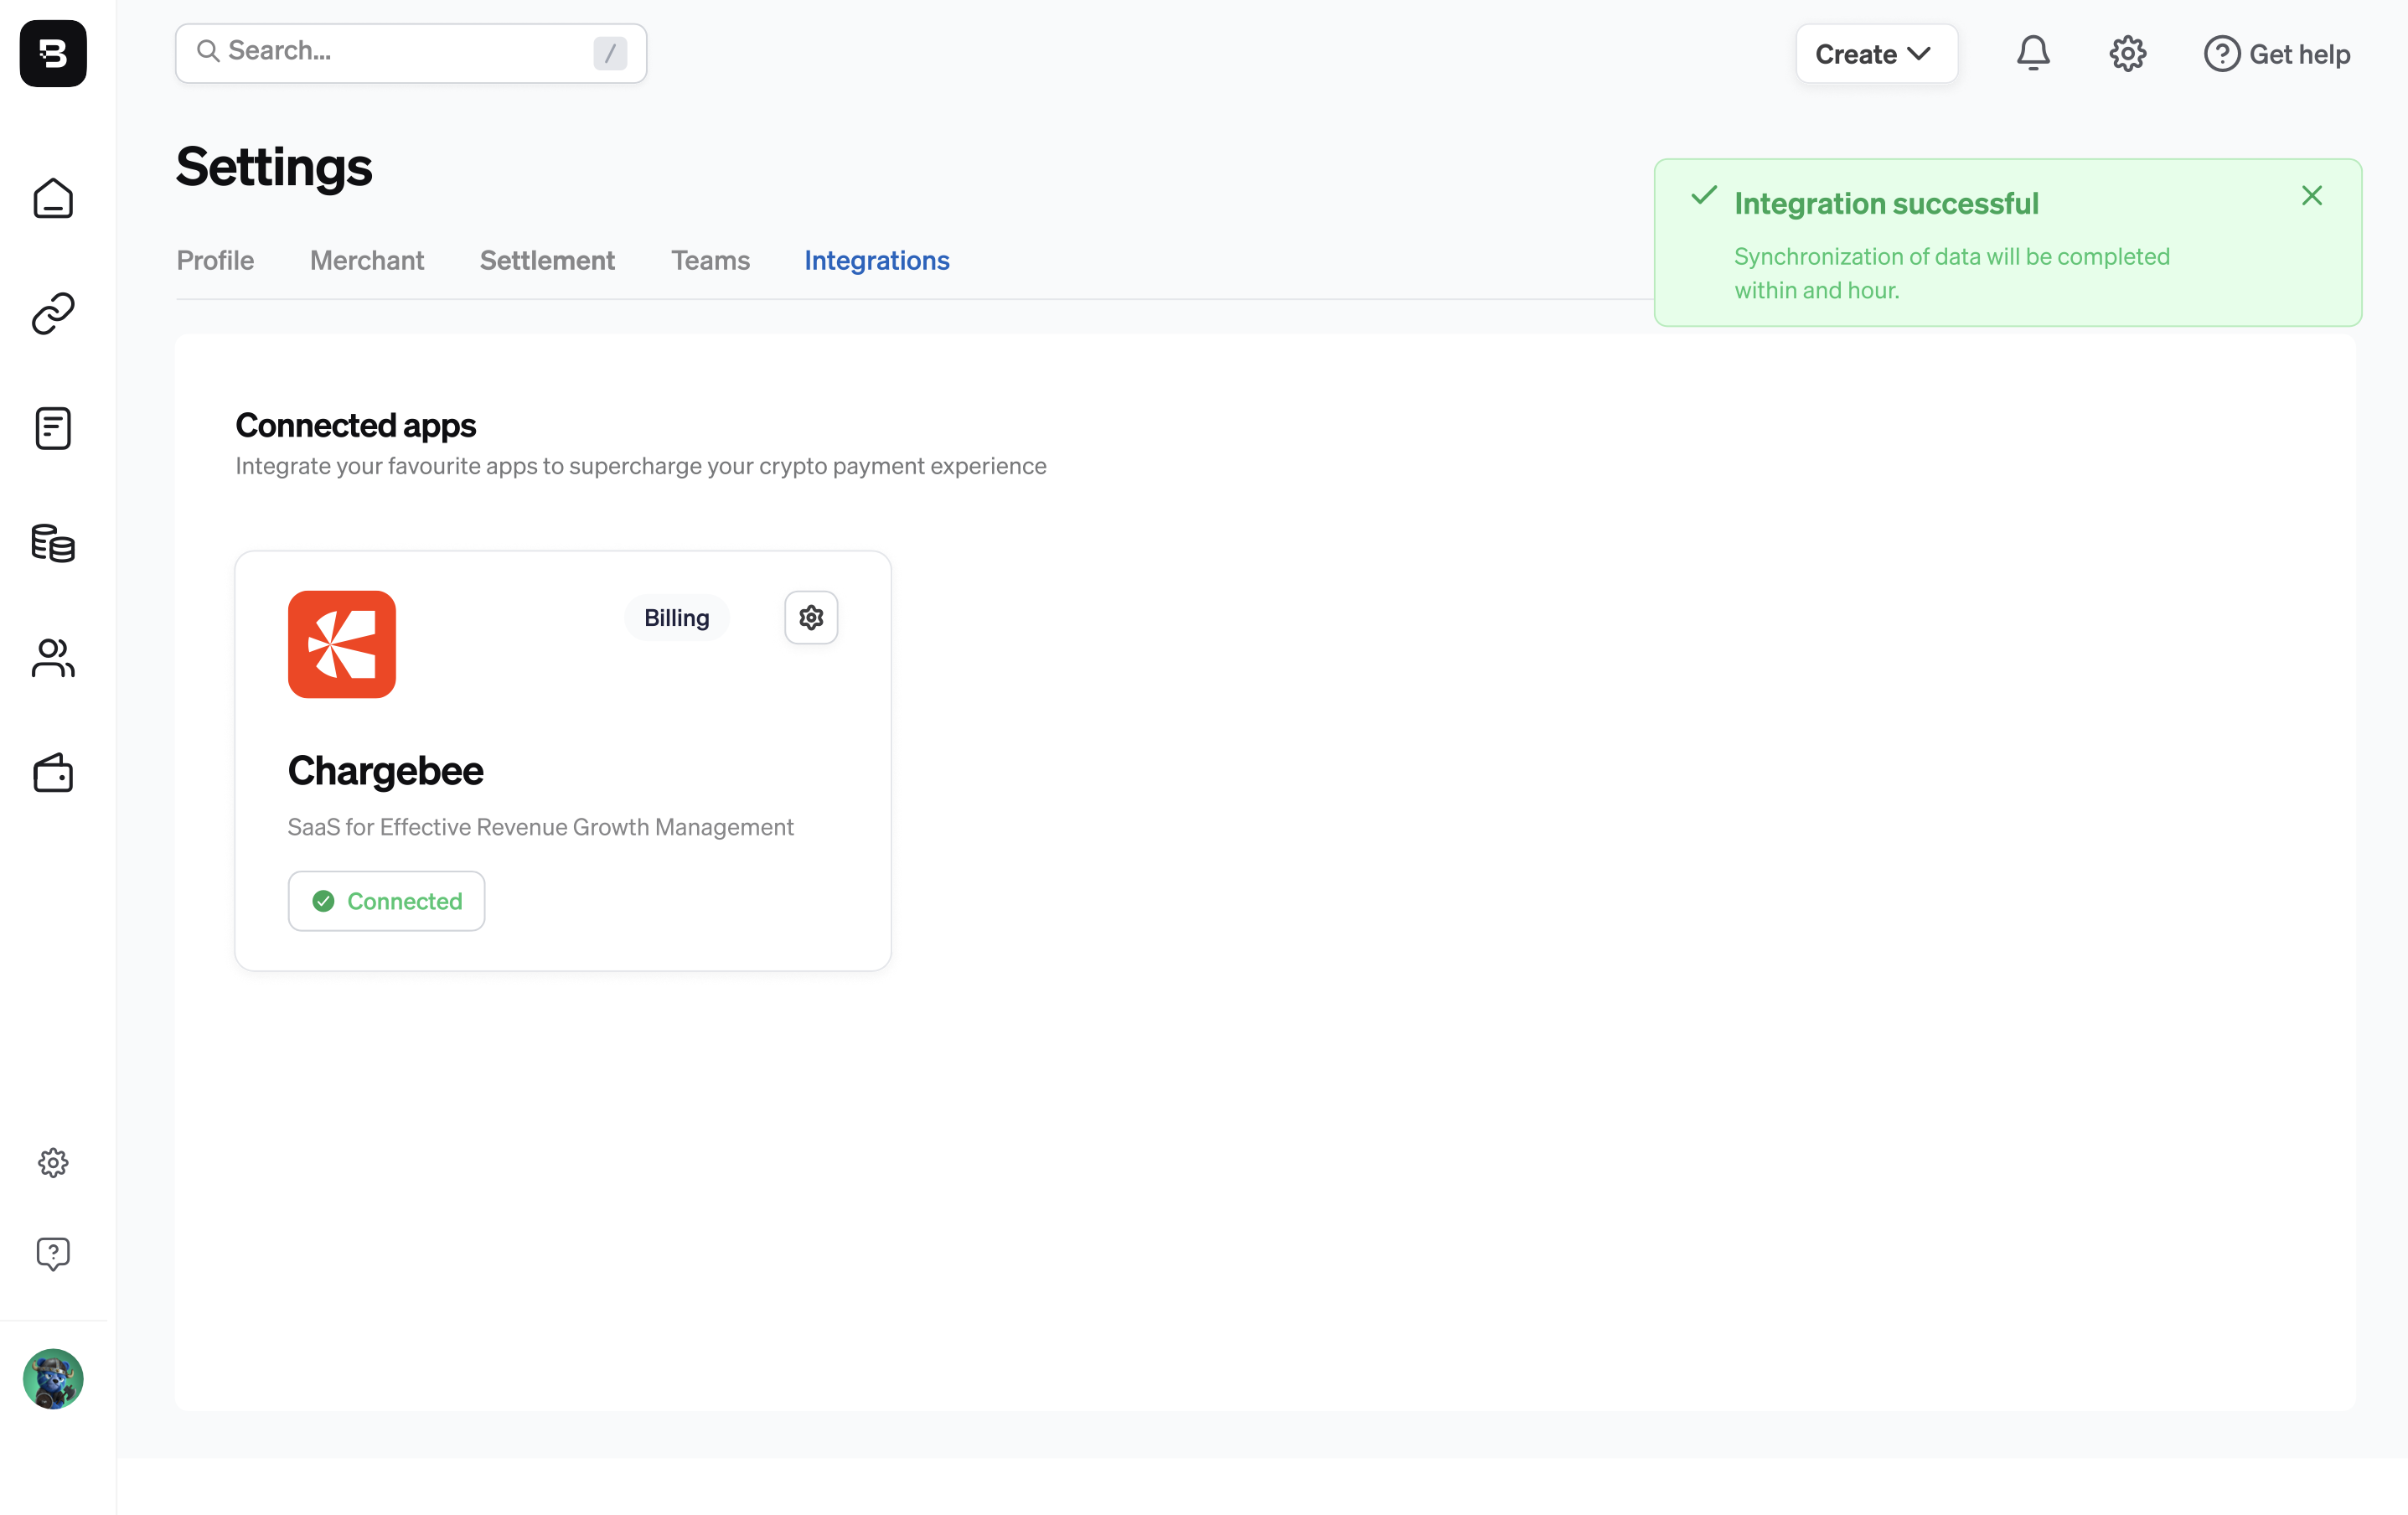 B
Search...
/
Create
Get help
Settings
Profile
Merchant
Settlement
Teams
Integrations
Integration successful
Synchronization of data will be completed
within and hour.
Connected apps
Integrate your favourite apps to supercharge your crypto payment experience
Billing
Chargebee
SaaS for Effective Revenue Growth Management
Connected